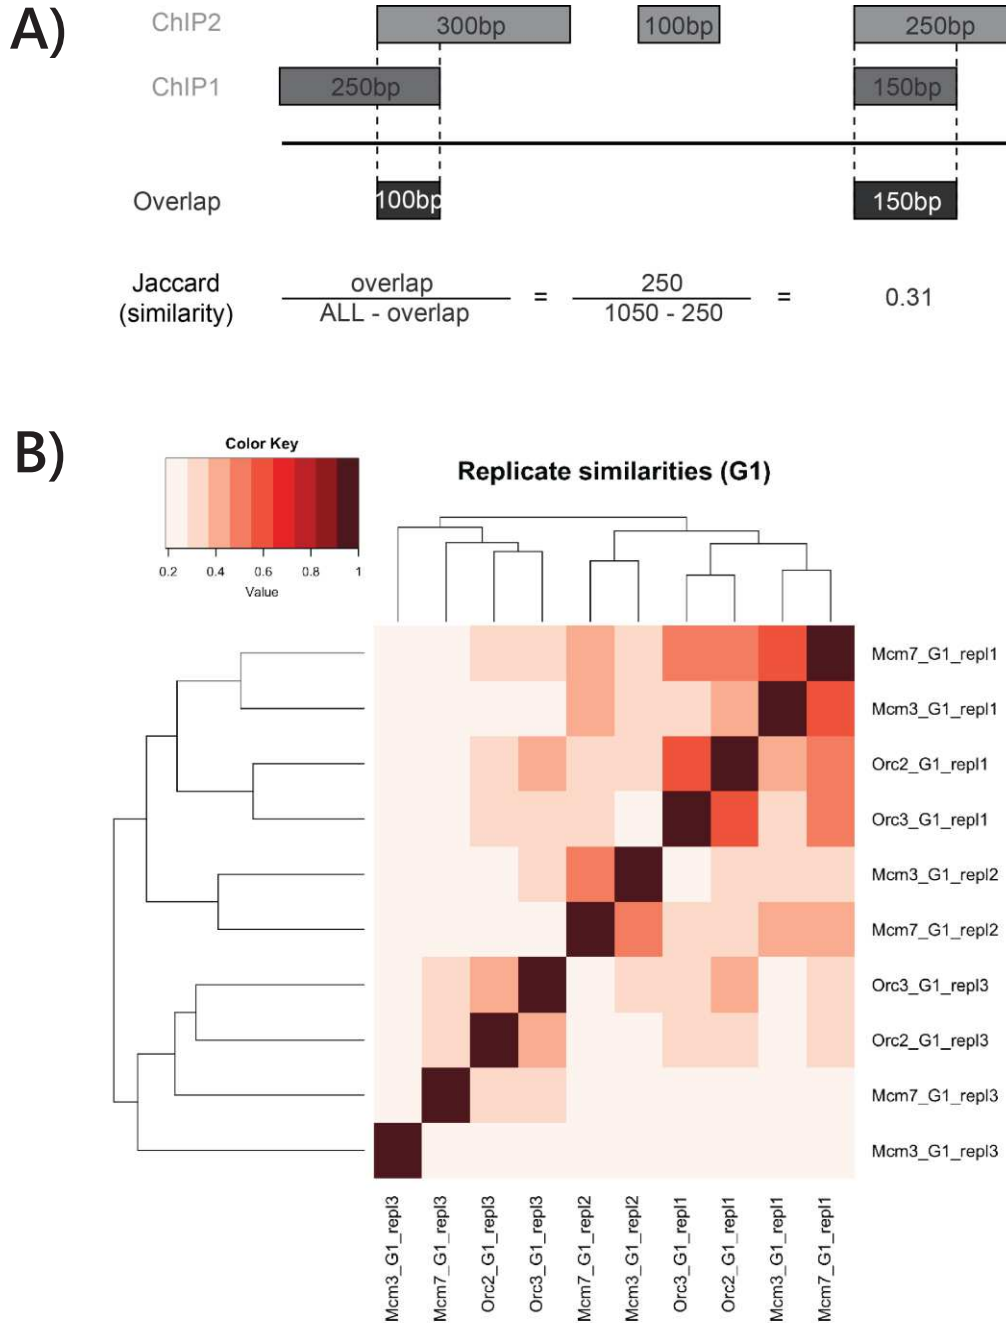 A)
ChIP2 300bp 100bp 250bp
ChIP1 250bp 150bp
Overlap 100bp 150bp
Jaccard (similarity) overlap / ALL - overlap = 250 / 1050 - 250 = 0.31
B)
Color Key
0.2 0.4 0.6 0.8 1
Value
Replicate similarities (G1)
Mcm7_G1_repl1
Mcm3_G1_repl1
Orc2_G1_repl1
Orc3_G1_repl1
Mcm3_G1_repl2
Mcm7_G1_repl2
Orc3_G1_repl3
Orc2_G1_repl3
Mcm7_G1_repl3
Mcm3_G1_repl3
Mcm3_G1_repl3
Mcm7_G1_repl3
Orc2_G1_repl3
Orc3_G1_repl3
Mcm7_G1_repl2
Mcm3_G1_repl2
Orc3_G1_repl1
Orc2_G1_repl1
Mcm3_G1_repl1
Mcm7_G1_repl1